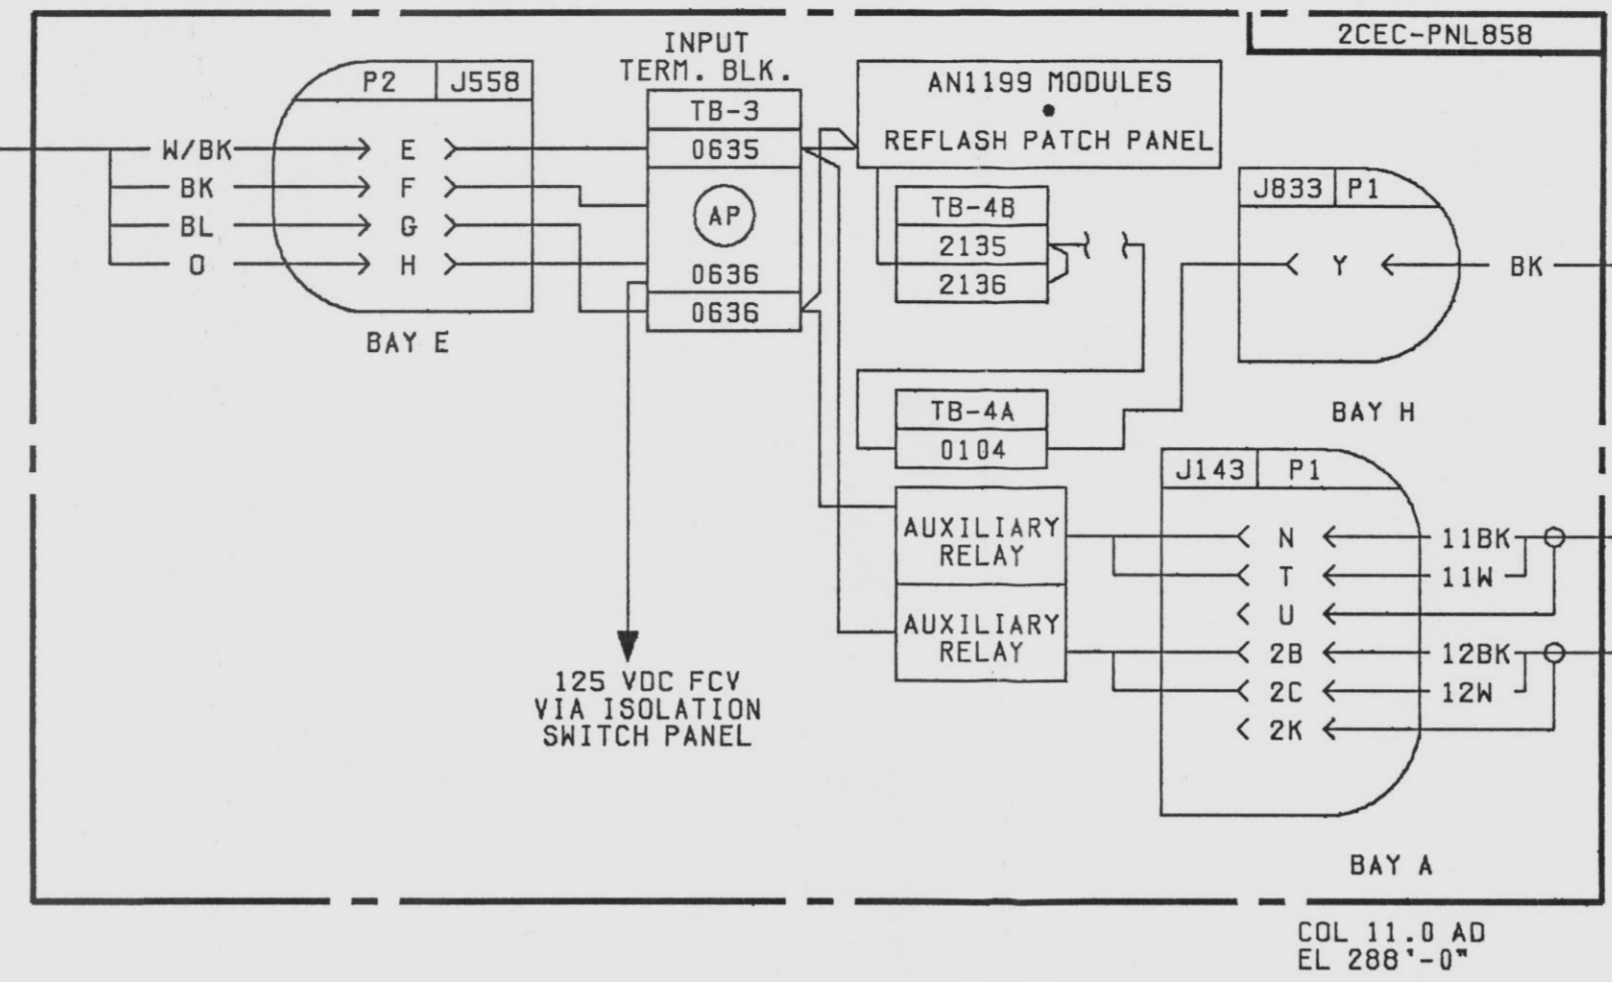 2CEC-PNL858
INPUT
TERM. BLK.
P2 J558
W/BK E
BK F
BL G
O H
BAY E
TB-3
0635
AP
0636
0636
125 VDC FCV
VIA ISOLATION
SWITCH PANEL
AN1199 MODULES
REFLASH PATCH PANEL
TB-4B
2135
2136
TB-4A
0104
AUXILIARY
RELAY
AUXILIARY
RELAY
J833 P1
Y BK
BAY H
J143 P1
N 11BK
T 11W
U
2B 12BK
2C 12W
2K
BAY A
COL 11.0 AD
EL 288'-0"